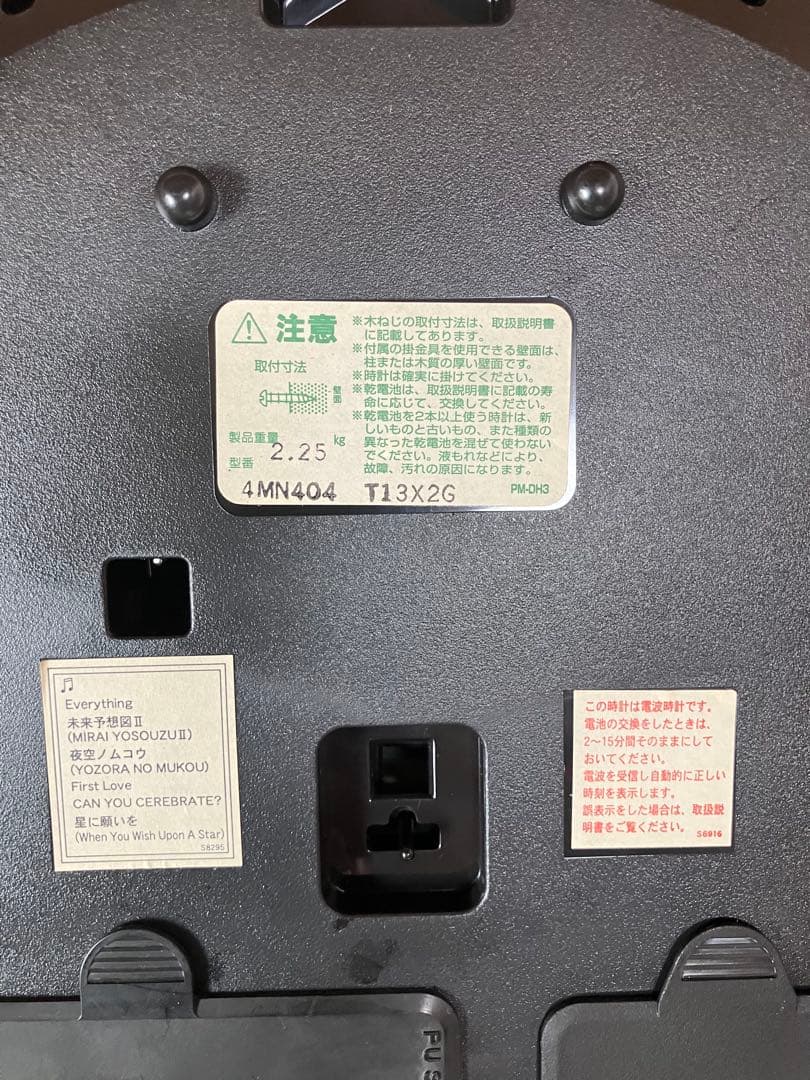 注意
取付寸法
壁面
製品重量 2.25 kg
型番
4MN404 T13X2G
※木ねじの取付寸法は、取扱説明書
に記載してあります。
※付属の掛金具を使用できる壁面は、
柱または木質の厚い壁面です。
※時計は確実に掛けてください。
※乾電池は、取扱説明書に記載の寿
命に応じて、交換してください。
※乾電池を2本以上使う時計は、新
しいものと古いもの、また種類の
異なった乾電池を混ぜて使わない
でください。液もれなどにより、
故障、汚れの原因になります。
PM-DH3
Everything
未来予想図Ⅱ
(MIRAI YOSOUZUⅡ)
夜空ノムコウ
(YOZORA NO MUKOU)
First Love
CAN YOU CEREBRATE?
星に願いを
(When You Wish Upon A Star)
S8295
この時計は電波時計です。
電池の交換をしたときは、
2～15分間そのままにして
おいてください。
電波を受信し自動的に正しい
時刻を表示します。
誤表示をした場合は、取扱説
明書をご覧ください。
S6916
PUS